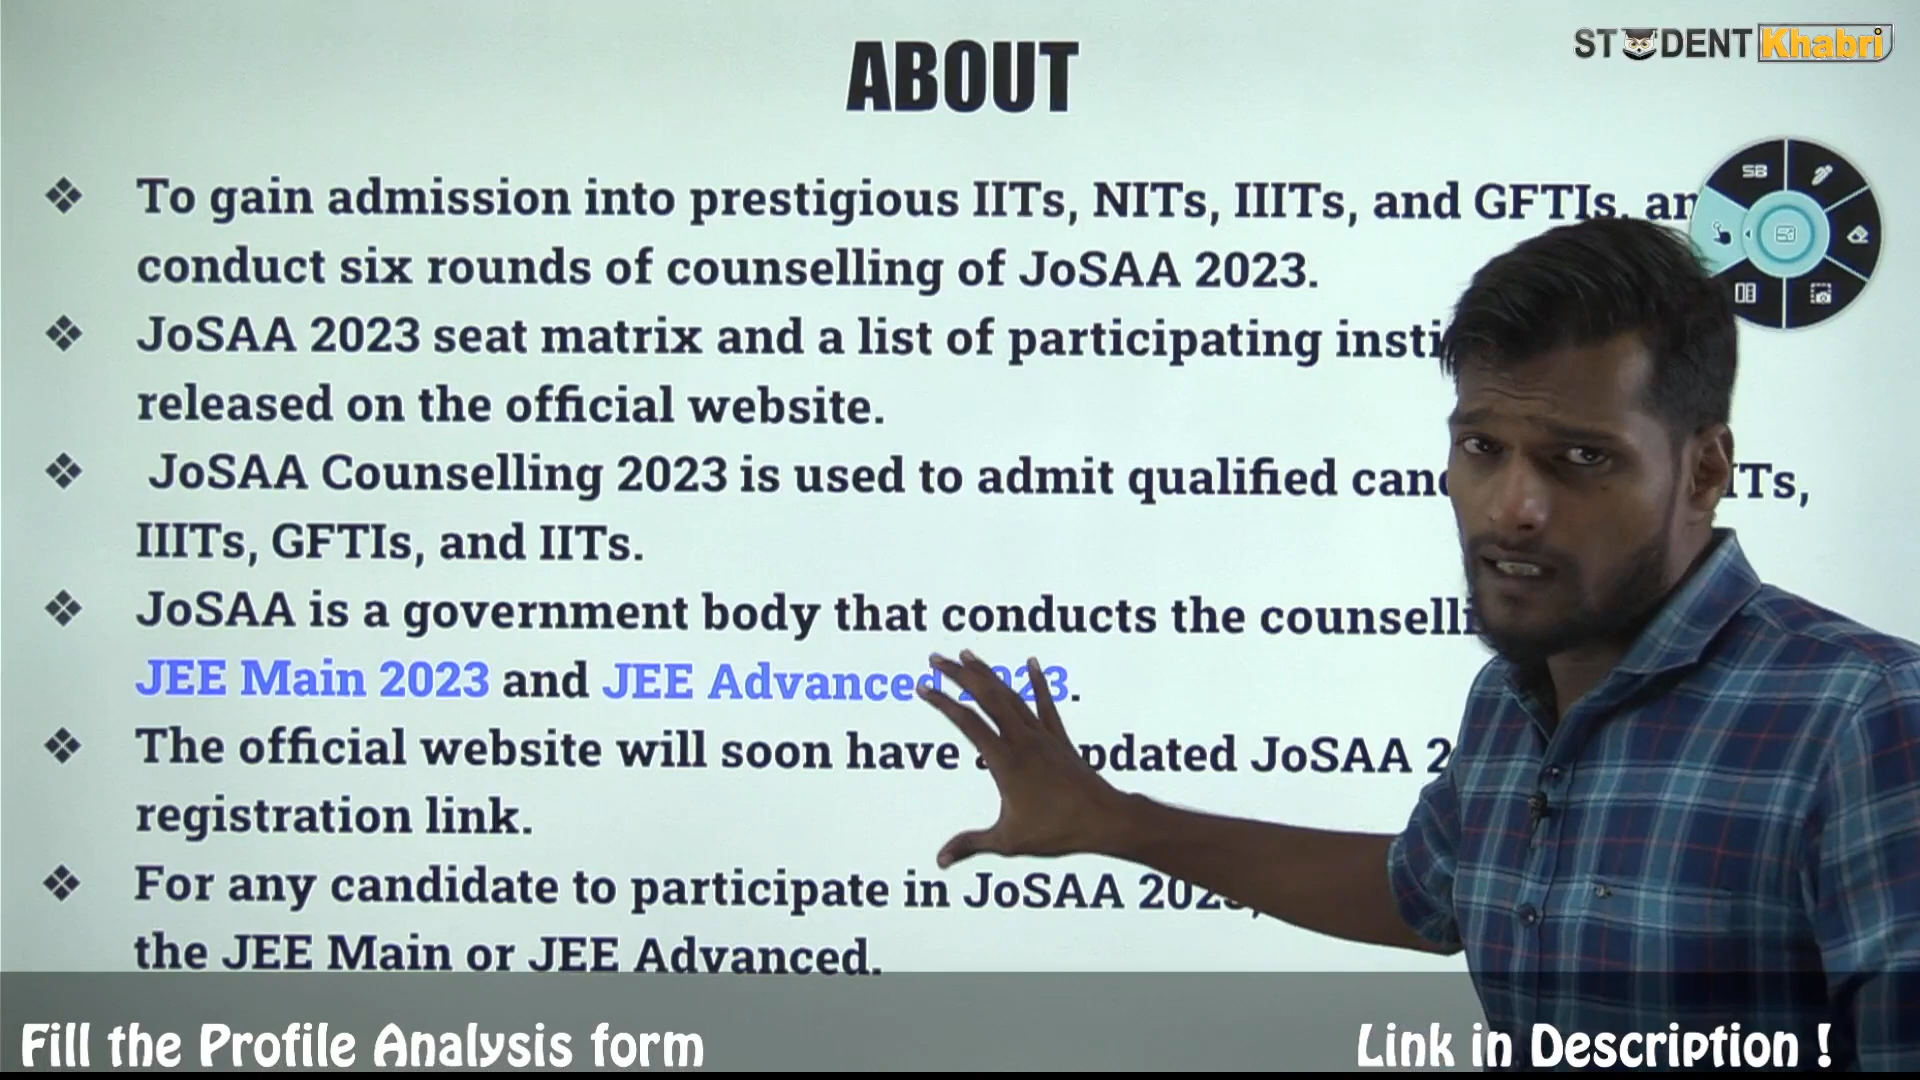 STUDENT Khabri
ABOUT
SB
❖ To gain admission into prestigious IITs, NITs, IIITs, and GFTIs,
conduct six rounds of counselling of JoSAA 2023.
❖ JoSAA 2023 seat matrix and a list of participating
released on the official website.
❖ JoSAA Counselling 2023 is used to admit qualified
IIITs, GFTIs, and IITs.
❖ JoSAA is a government body that conducts the
JEE Main 2023 and JEE Advanced 2023.
❖ The official website will soon have JoSAA
registration link.
❖ For any candidate to participate in JoSAA
the JEE Main or JEE Advanced.
Fill the Profile Analysis form
Link in Description !